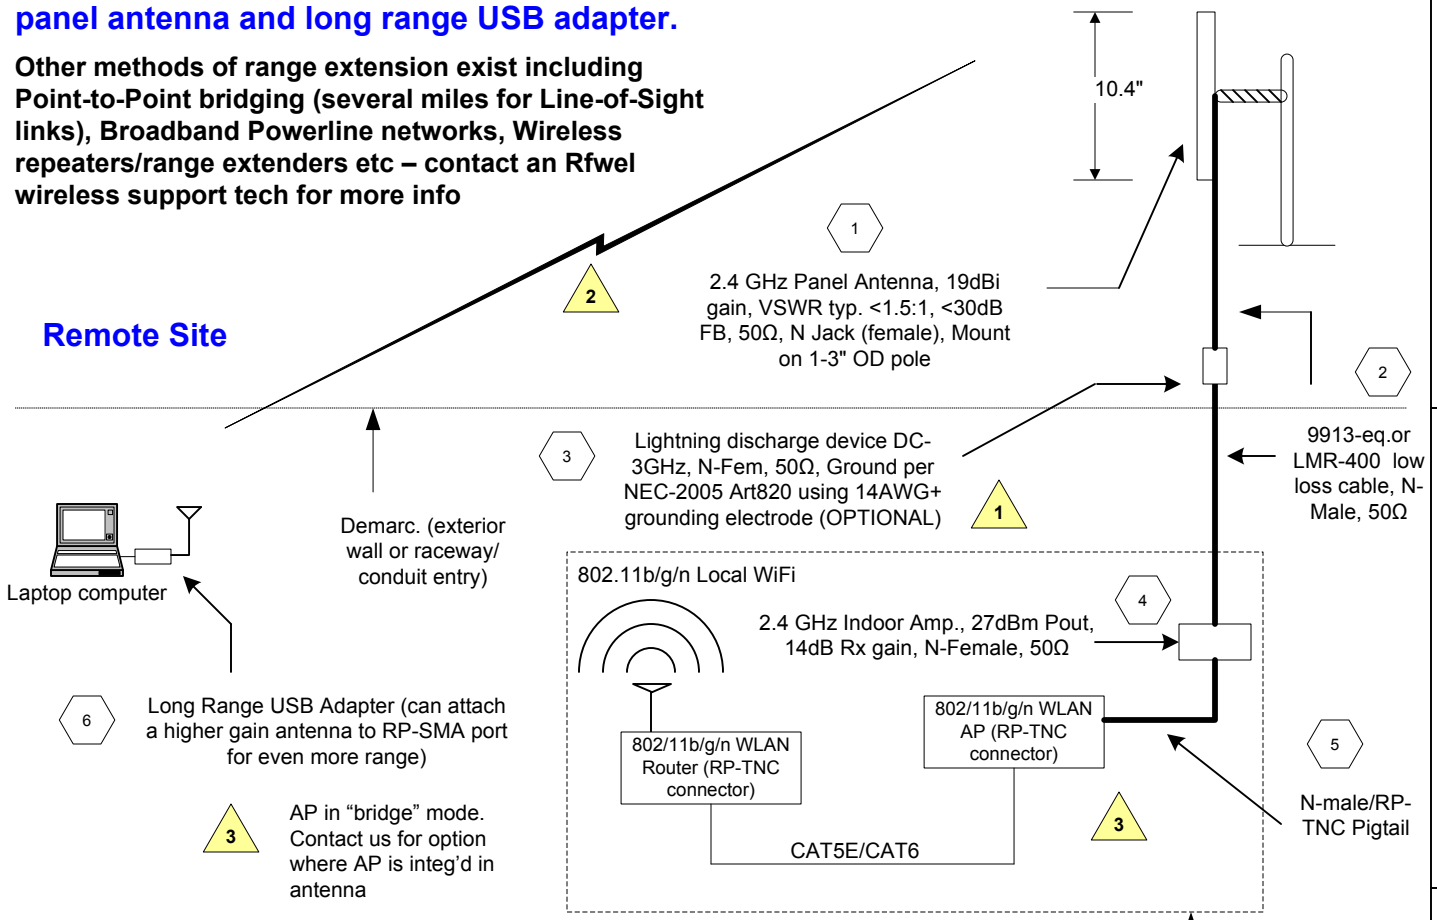 panel antenna and long range USB adapter.
Other methods of range extension exist including
Point-to-Point bridging (several miles for Line-of-Sight
links), Broadband Powerline networks, Wireless
repeaters/range extenders etc – contact an Rfwel
wireless support tech for more info
10.4"
1
2.4 GHz Panel Antenna, 19dBi
gain, VSWR typ. <1.5:1, <30dB
FB, 50Ω, N Jack (female), Mount
on 1-3" OD pole
2
Remote Site
2
9913-eq.or
LMR-400 low
loss cable, N-
Male, 50Ω
3
Lightning discharge device DC-
3GHz, N-Fem, 50Ω, Ground per
NEC-2005 Art820 using 14AWG+
grounding electrode (OPTIONAL)
1
Demarc. (exterior
wall or raceway/
conduit entry)
Laptop computer
802.11b/g/n Local WiFi
4
2.4 GHz Indoor Amp., 27dBm Pout,
14dB Rx gain, N-Female, 50Ω
6
Long Range USB Adapter (can attach
a higher gain antenna to RP-SMA port
for even more range)
802/11b/g/n WLAN
Router (RP-TNC
connector)
802/11b/g/n WLAN
AP (RP-TNC
connector)
5
N-male/RP-
TNC Pigtail
3
AP in “bridge” mode.
Contact us for option
where AP is integ’d in
antenna
3
CAT5E/CAT6